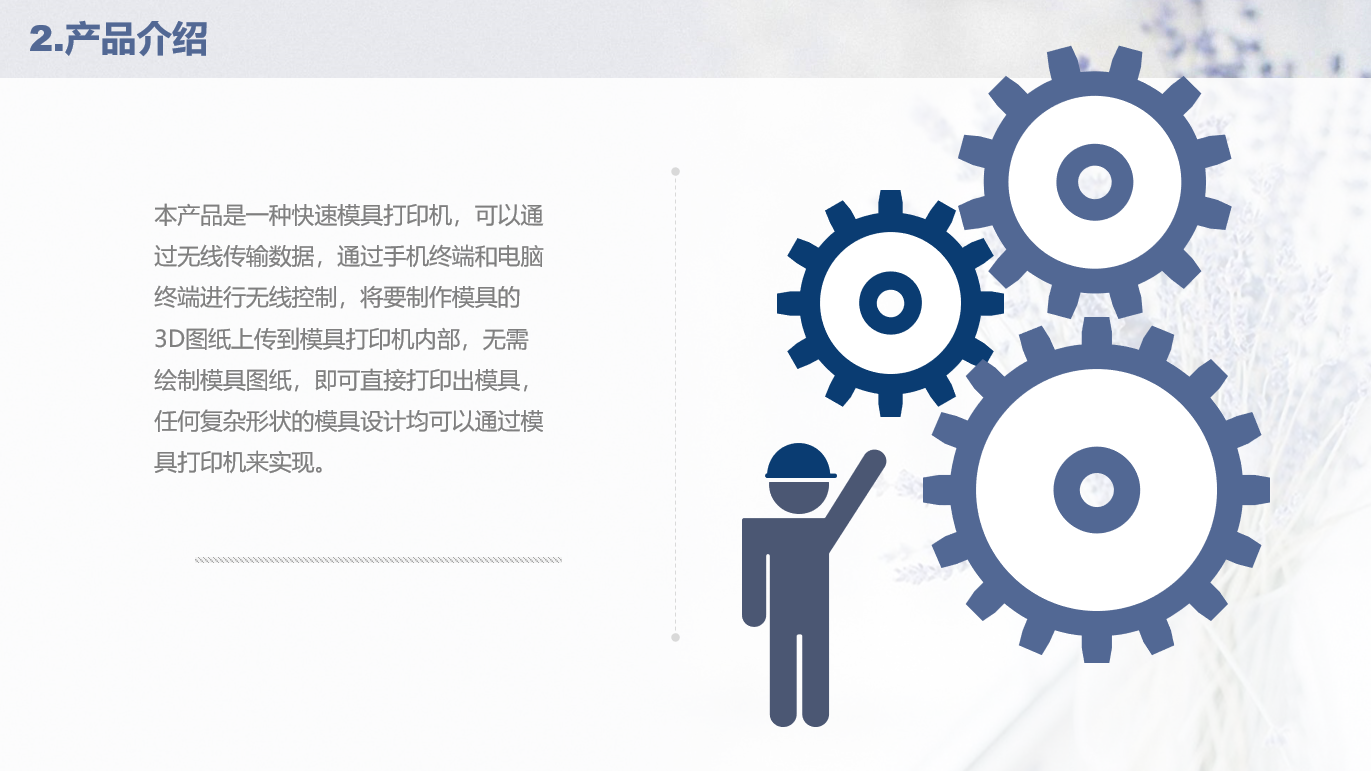 2.产品介绍
本产品是一种快速模具打印机，可以通
过无线传输数据，通过手机终端和电脑
终端进行无线控制，将要制作模具的
3D图纸上传到模具打印机内部，无需
绘制模具图纸，即可直接打印出模具，
任何复杂形状的模具设计均可以通过模
具打印机来实现。